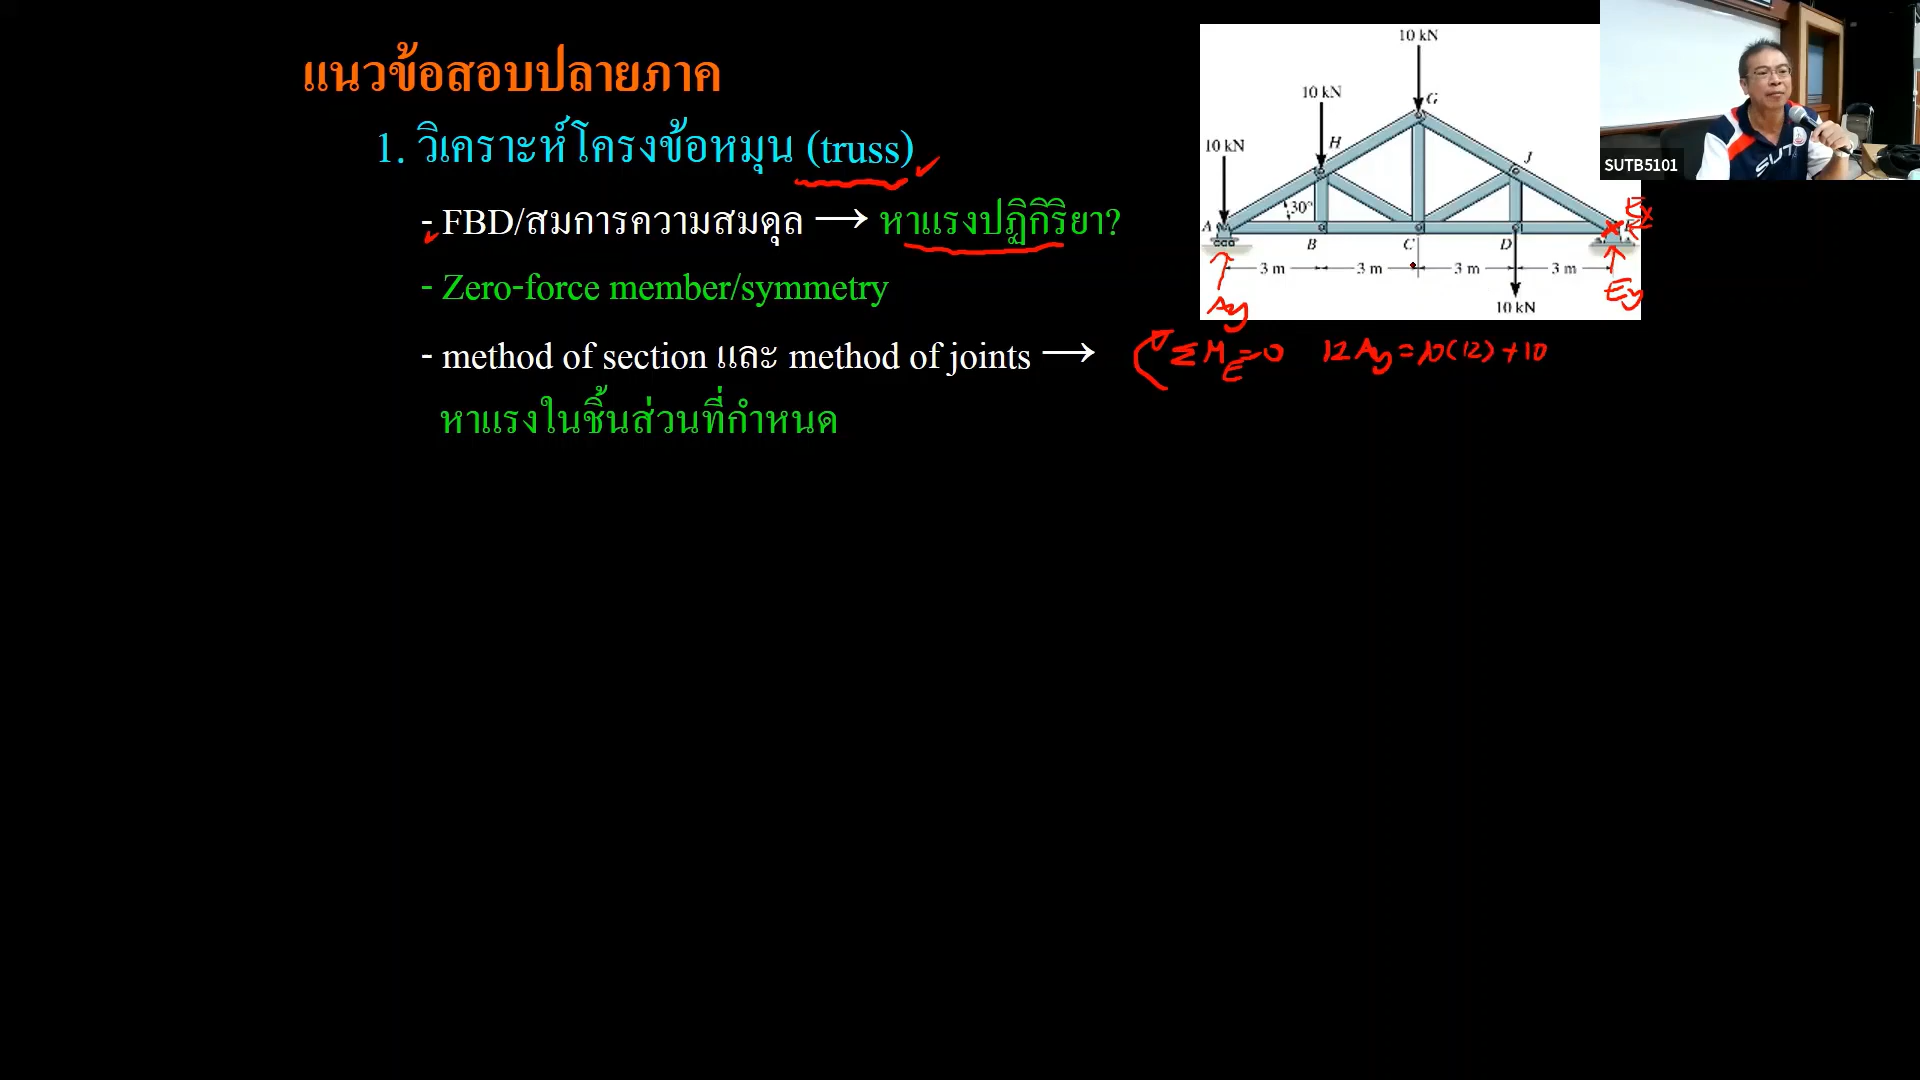 แนวข้อสอบปลายภาค
1. วิเคราะห์โครงข้อหมุน (truss)
- FBD/สมการความสมดุล → หาแรงปฏิกิริยา?
- Zero-force member/symmetry
- method of section และ method of joints →
หาแรงในชิ้นส่วนที่กำหนด
10 kN
G
10 kN
H
10 kN
J
30°
A
B
C
D
Ex
3 m
3 m
3 m
3 m
10 kN
Ay
Ey
ΣM_E=0 12Ay=10(12)+10
SUTB5101
SUT